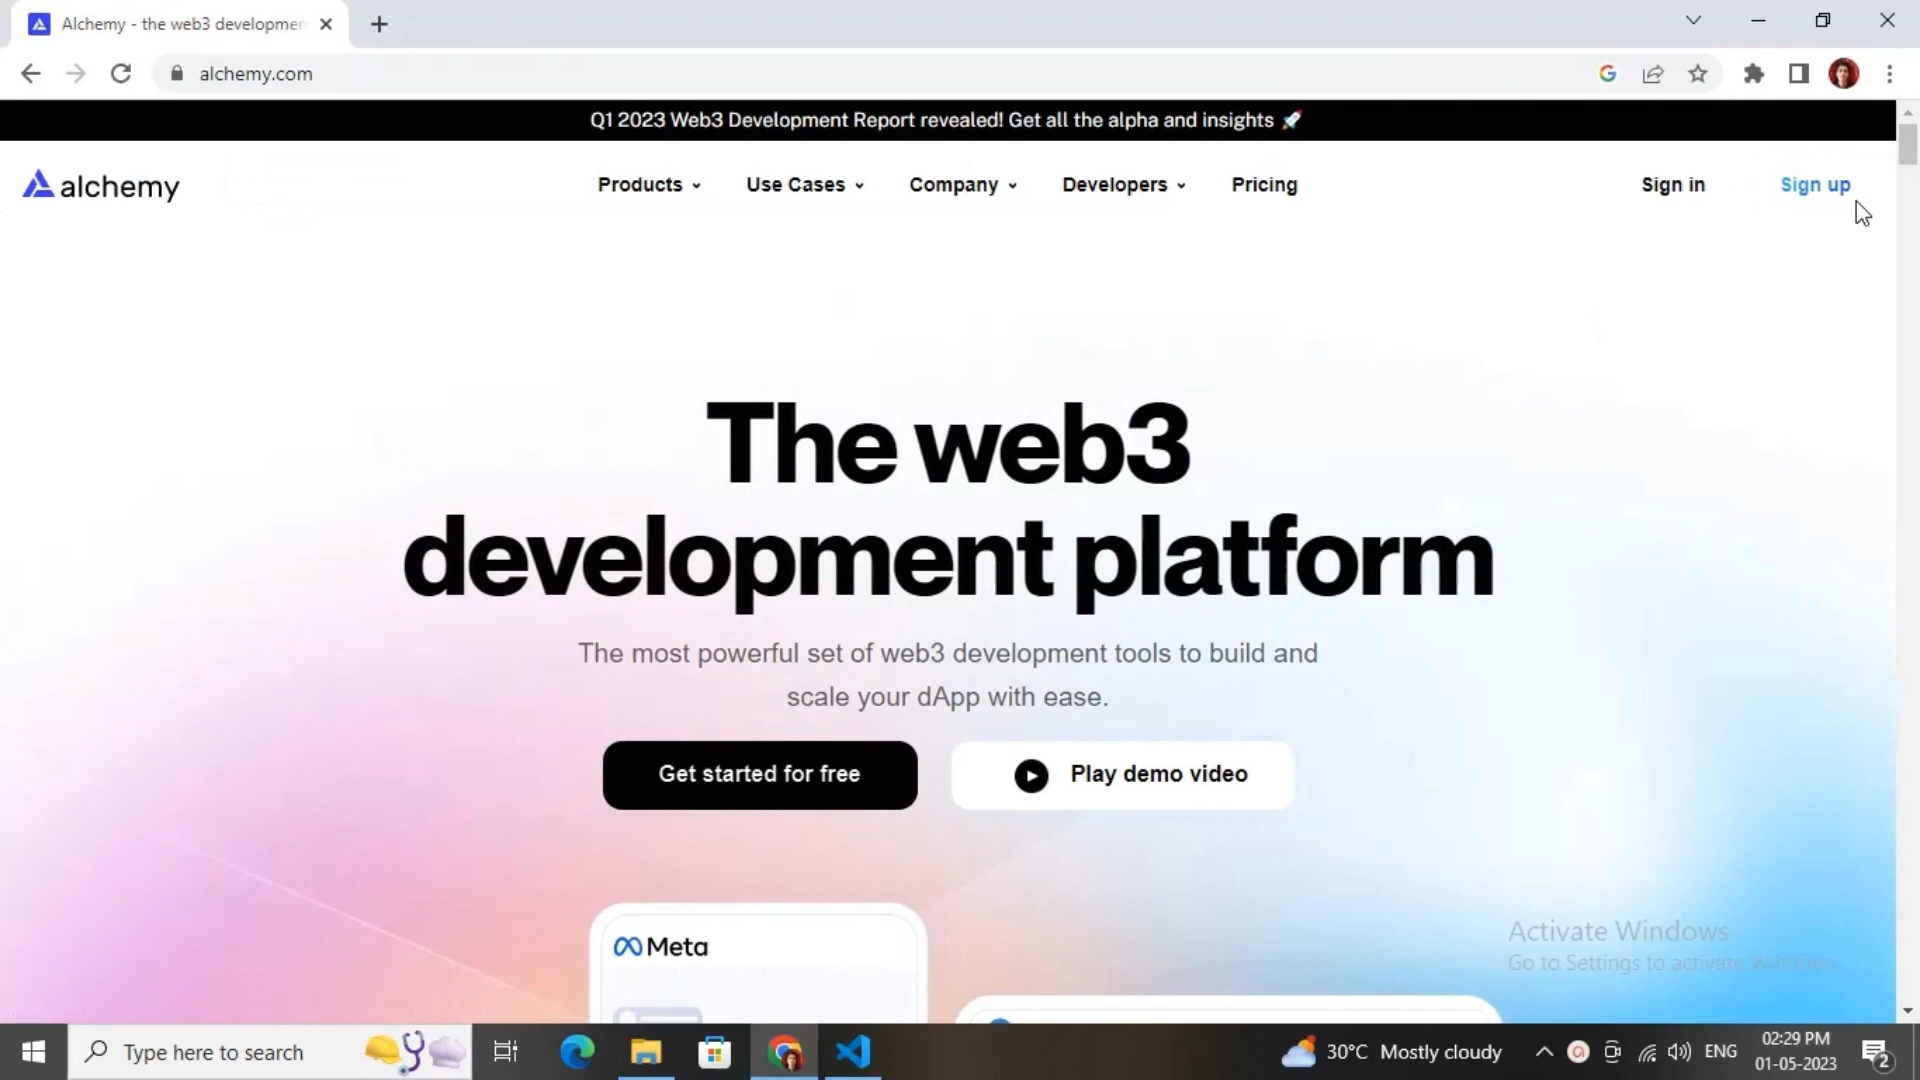 Alchemy - the web3 developmen
alchemy.com
Q1 2023 Web3 Development Report revealed! Get all the alpha and insights 🚀
alchemy
Products
Use Cases
Company
Developers
Pricing
Sign in
Sign up
The web3
development platform
The most powerful set of web3 development tools to build and
scale your dApp with ease.
Get started for free
Play demo video
Meta
Activate Windows
Go to Settings to activate Windows.
Type here to search
30°C Mostly cloudy
ENG
02:29 PM
01-05-2023
2